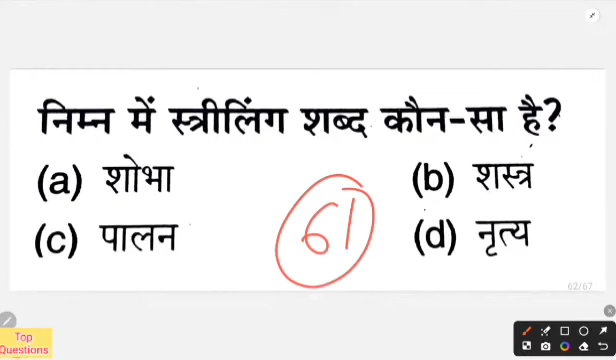 निम्न में स्त्रीलिंग शब्द कौन-सा है?
(a) शोभा (b) शस्त्र
61
(c) पालन (d) नृत्य
62/67
Top
Questions